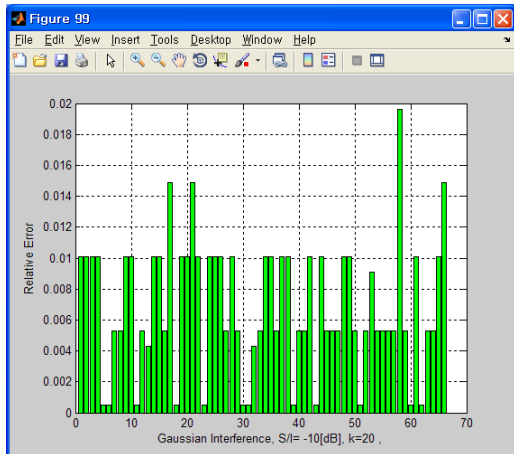 Figure 99
File Edit View Insert Tools Desktop Window Help
0.02
0.018
0.016
0.014
0.012
0.01
0.008
0.006
0.004
0.002
0
Relative Error
0 10 20 30 40 50 60 70
Gaussian Interference, S/I= -10[dB], k=20 ,